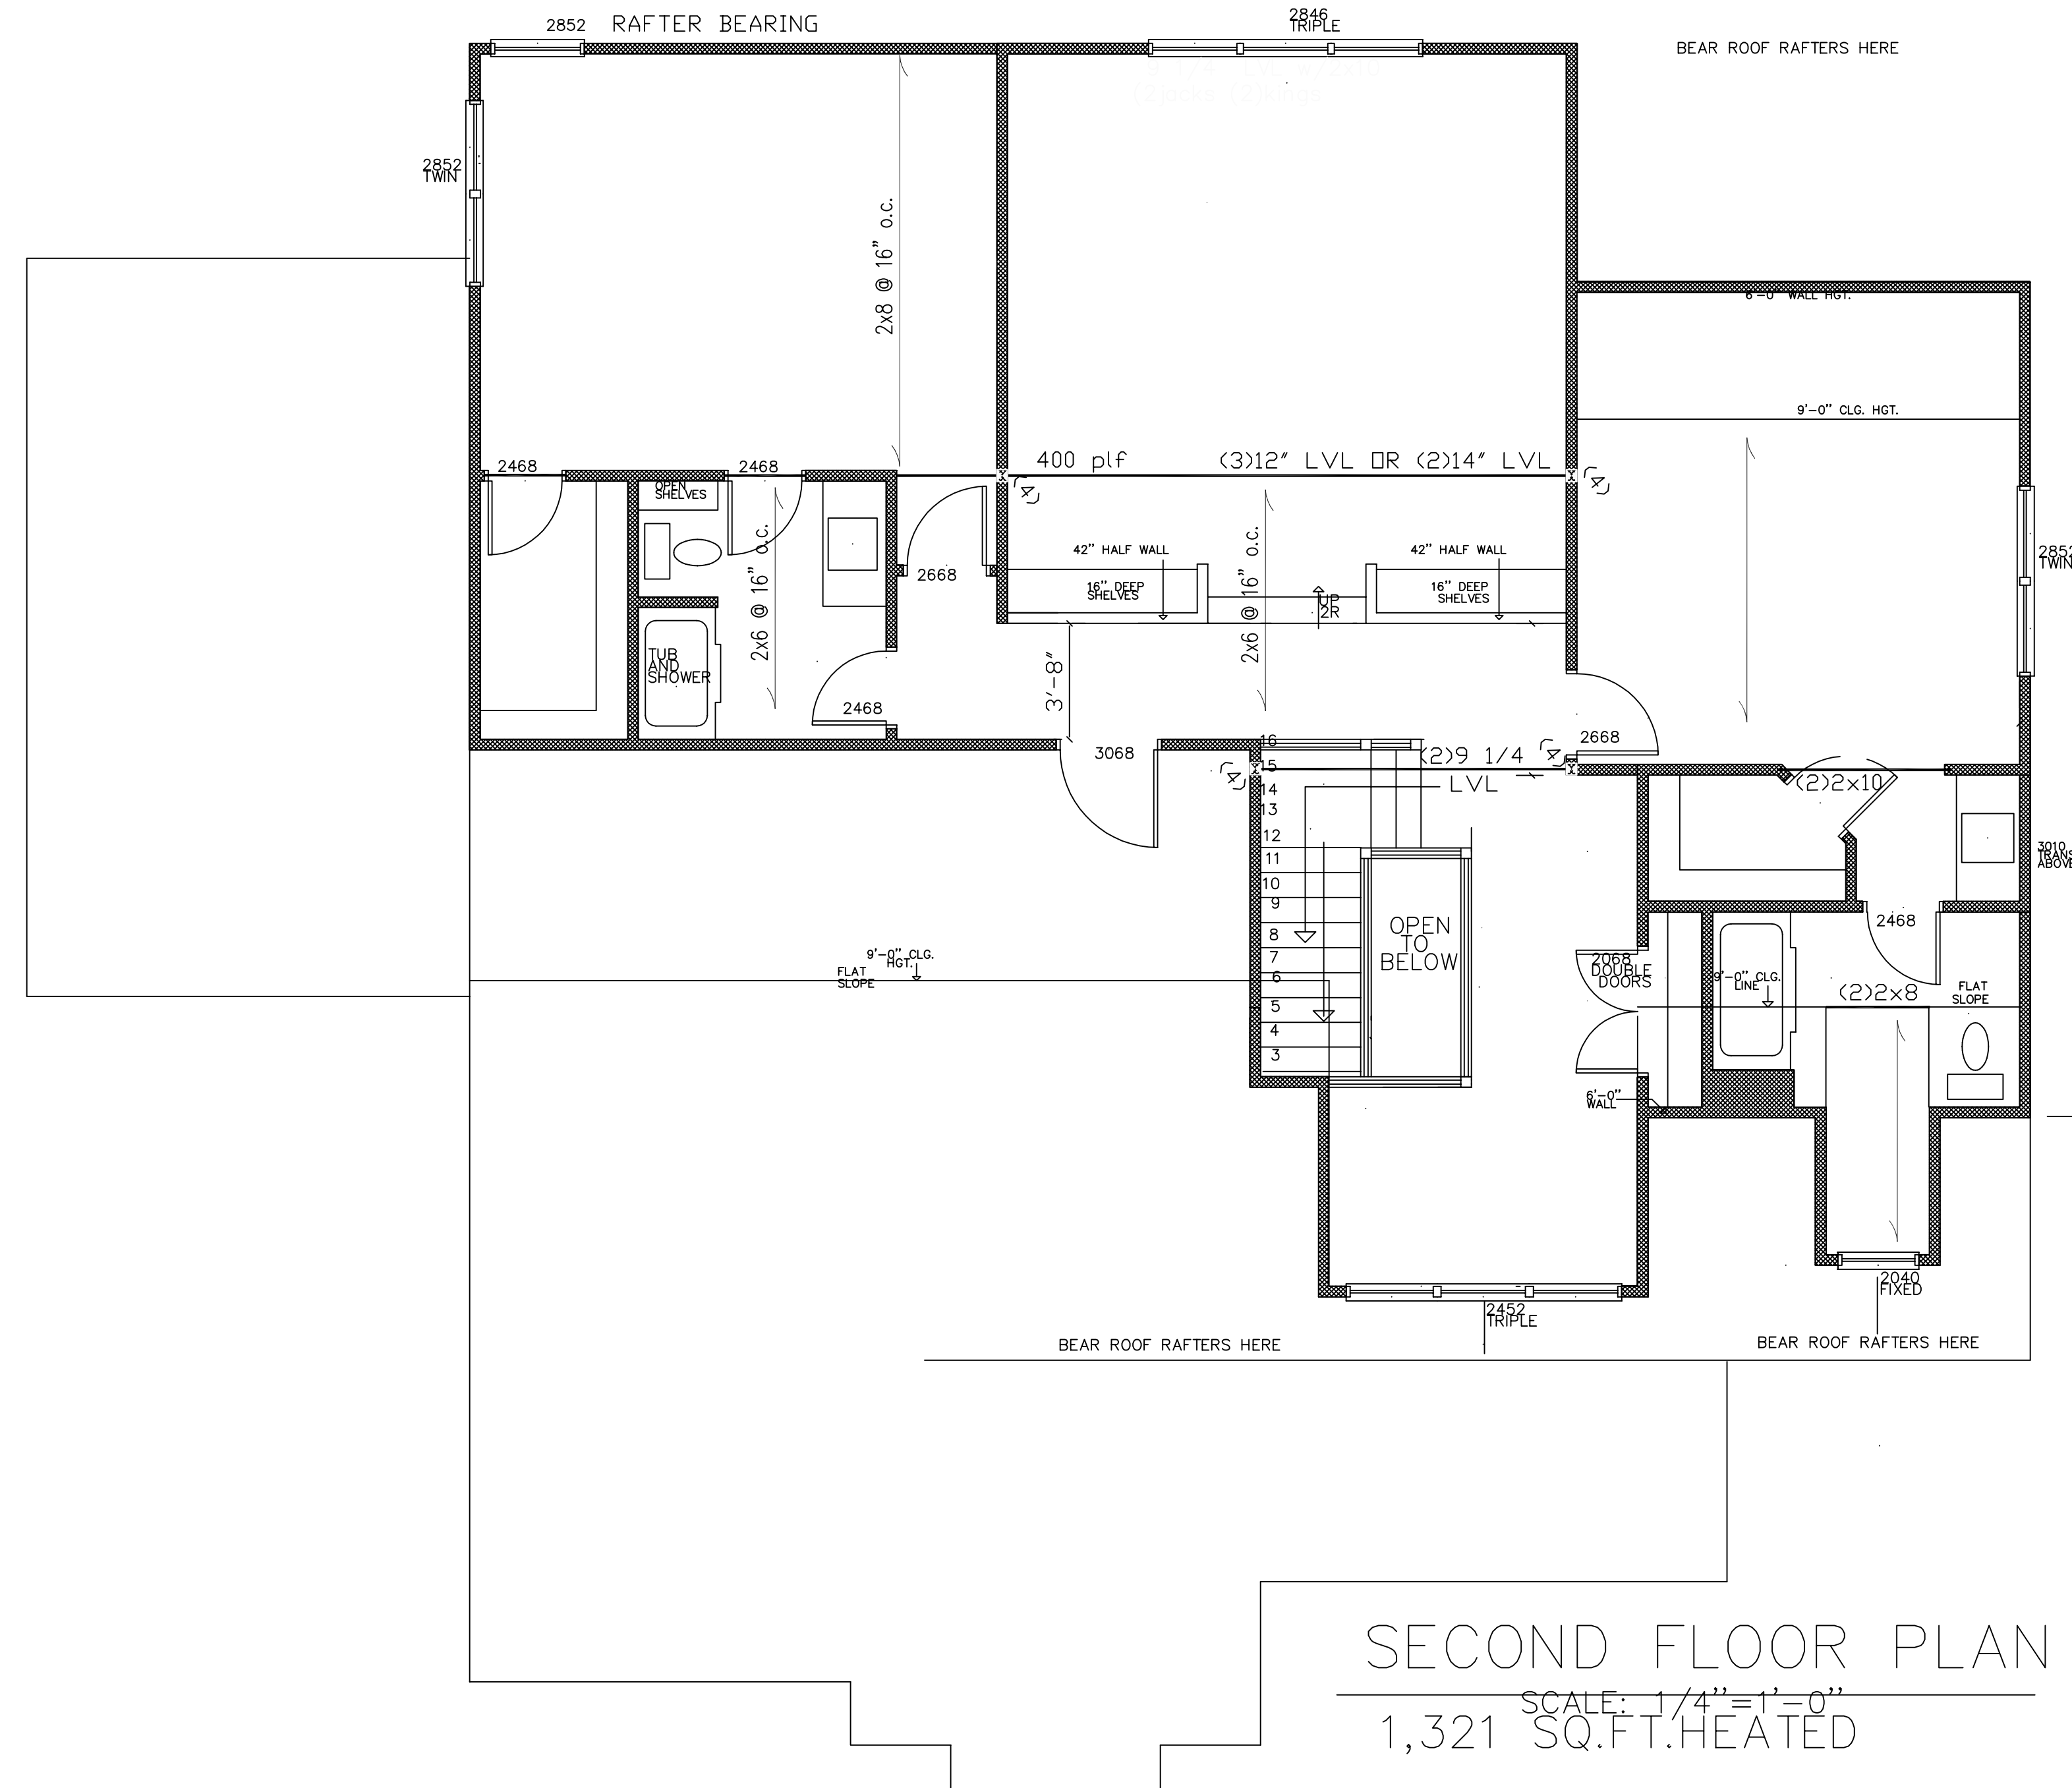 2852 RAFTER BEARING
2846
TRIPLE
BEAR ROOF RAFTERS HERE
2852
TWIN
2x8 @ 16" o.c.
6'-0" WALL HGT.
9'-0" CLG. HGT.
400 plf
(3)12" LVL OR (2)14" LVL
2468
2468
(4)
(4)
OPEN
SHELVES
2x6 @ 16" o.c.
2x6 @ 16" o.c.
42" HALF WALL
42" HALF WALL
2852
TWIN
2668
16" DEEP
SHELVES
UP
2R
16" DEEP
SHELVES
TUB
AND
SHOWER
3'-8"
2468
3068
2668
(2)9 1/4
LVL
(4)
(4)
(2)2x10
16
15
14
13
12
11
10
9
8
7
6
5
4
3
3010
OPEN
TO
BELOW
2468
9'-0" CLG.
HGT.
FLAT
SLOPE
2068
DOUBLE
DOORS
9'-0" CLG.
LINE
(2)2x8
FLAT
SLOPE
6'-0"
WALL
2040
FIXED
2452
TRIPLE
BEAR ROOF RAFTERS HERE
BEAR ROOF RAFTERS HERE
SECOND FLOOR PLAN
SCALE: 1/4"=1'-0"
1,321 SQ.FT.HEATED